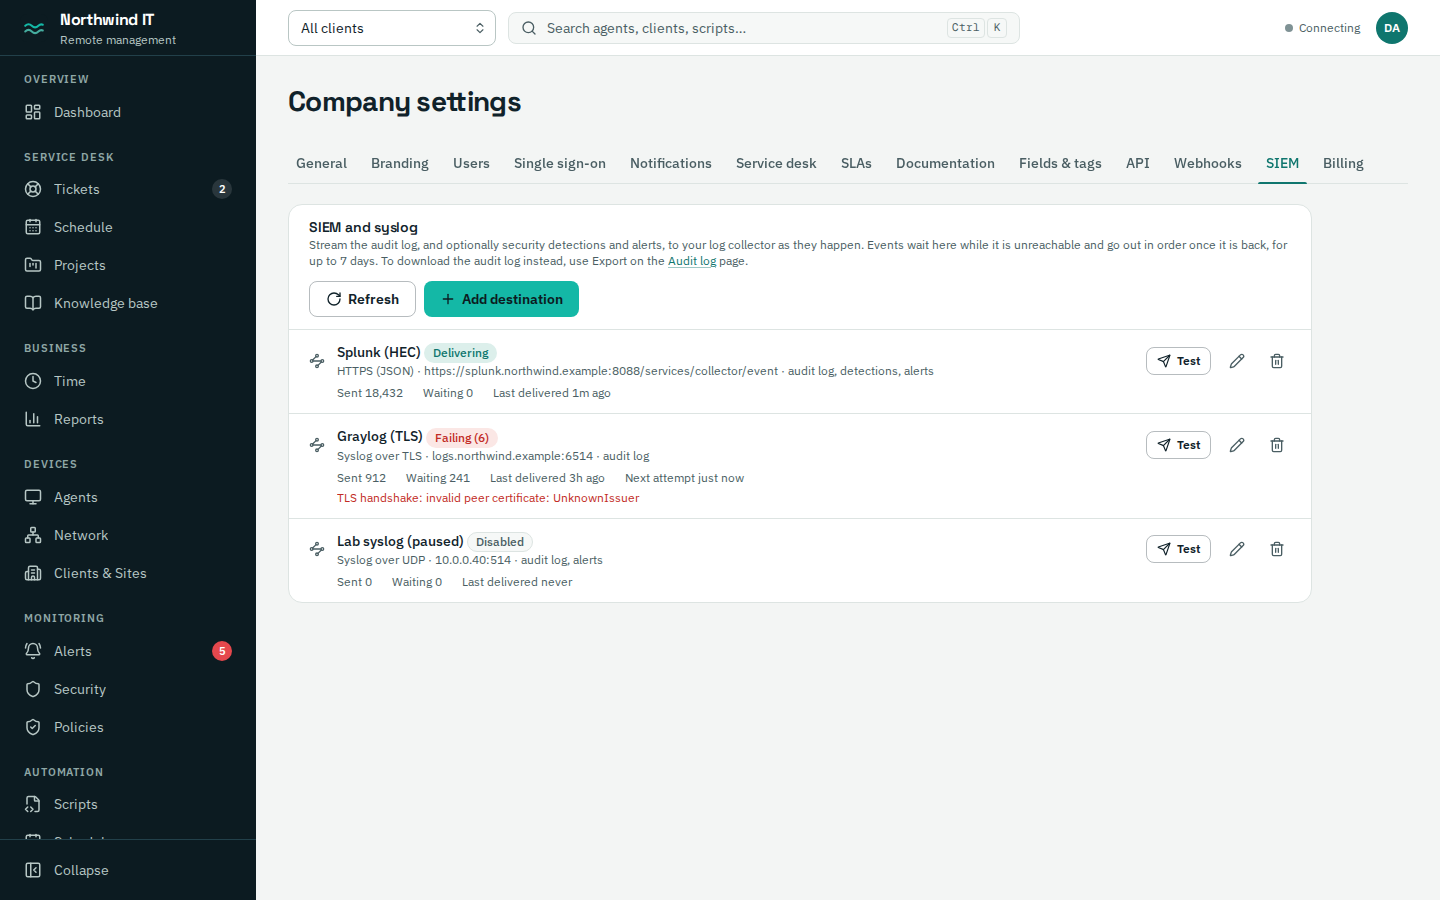 Northwind IT
Remote management
OVERVIEW
Dashboard
SERVICE DESK
Tickets 2
Schedule
Projects
Knowledge base
BUSINESS
Time
Reports
DEVICES
Agents
Network
Clients & Sites
MONITORING
Alerts 5
Security
Policies
AUTOMATION
Scripts
Collapse
All clients
Search agents, clients, scripts...
Ctrl K
Connecting
DA
Company settings
General Branding Users Single sign-on Notifications Service desk SLAs Documentation Fields & tags API Webhooks SIEM Billing
SIEM and syslog
Stream the audit log, and optionally security detections and alerts, to your log collector as they happen. Events wait here while it is unreachable and go out in order once it is back, for
up to 7 days. To download the audit log instead, use Export on the Audit log page.
Refresh
Add destination
Splunk (HEC) Delivering
HTTPS (JSON) · https://splunk.northwind.example:8088/services/collector/event · audit log, detections, alerts
Sent 18,432 Waiting 0 Last delivered 1m ago
Test
Graylog (TLS) Failing (6)
Syslog over TLS · logs.northwind.example:6514 · audit log
Sent 912 Waiting 241 Last delivered 3h ago Next attempt just now
TLS handshake: invalid peer certificate: UnknownIssuer
Test
Lab syslog (paused) Disabled
Syslog over UDP · 10.0.0.40:514 · audit log, alerts
Sent 0 Waiting 0 Last delivered never
Test